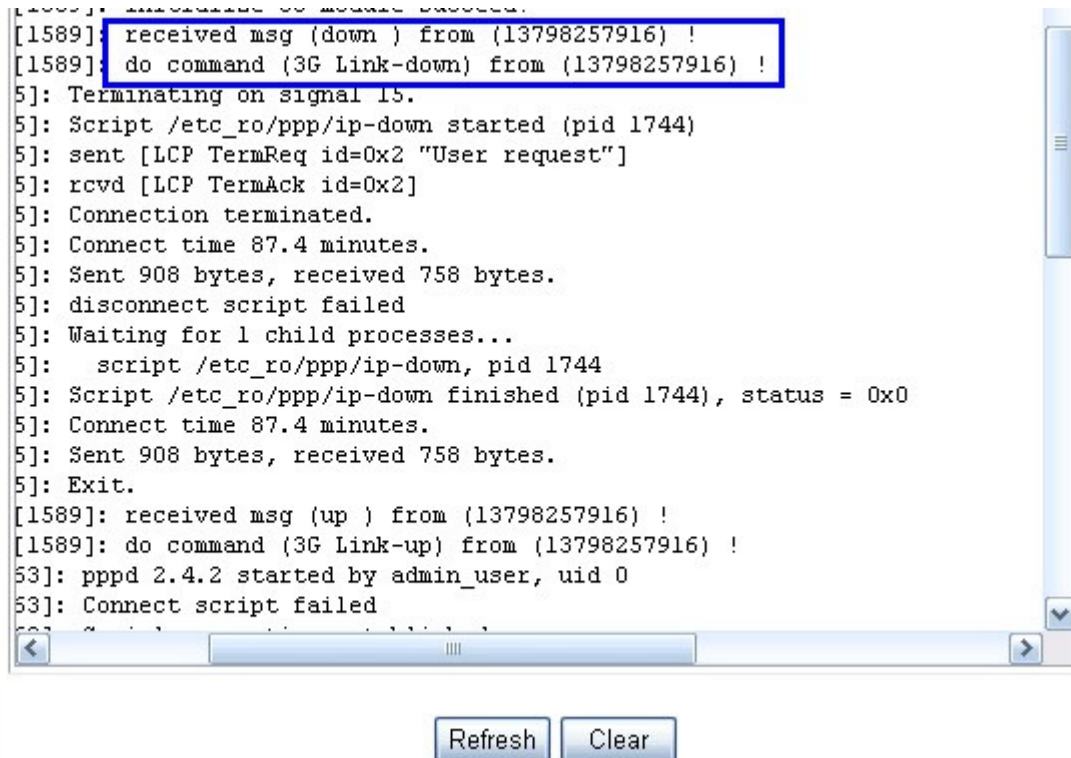 [1589]: received msg (down ) from (13798257916) !
[1589]: do command (3G Link-down) from (13798257916) !
5]: Terminating on signal 15.
5]: Script /etc_ro/ppp/ip-down started (pid 1744)
5]: sent [LCP TermReq id=0x2 "User request"]
5]: rcvd [LCP TermAck id=0x2]
5]: Connection terminated.
5]: Connect time 87.4 minutes.
5]: Sent 908 bytes, received 758 bytes.
5]: disconnect script failed
5]: Waiting for 1 child processes...
5]:   script /etc_ro/ppp/ip-down, pid 1744
5]: Script /etc_ro/ppp/ip-down finished (pid 1744), status = 0x0
5]: Connect time 87.4 minutes.
5]: Sent 908 bytes, received 758 bytes.
5]: Exit.
[1589]: received msg (up ) from (13798257916) !
[1589]: do command (3G Link-up) from (13798257916) !
63]: pppd 2.4.2 started by admin_user, uid 0
63]: Connect script failed
Refresh
Clear